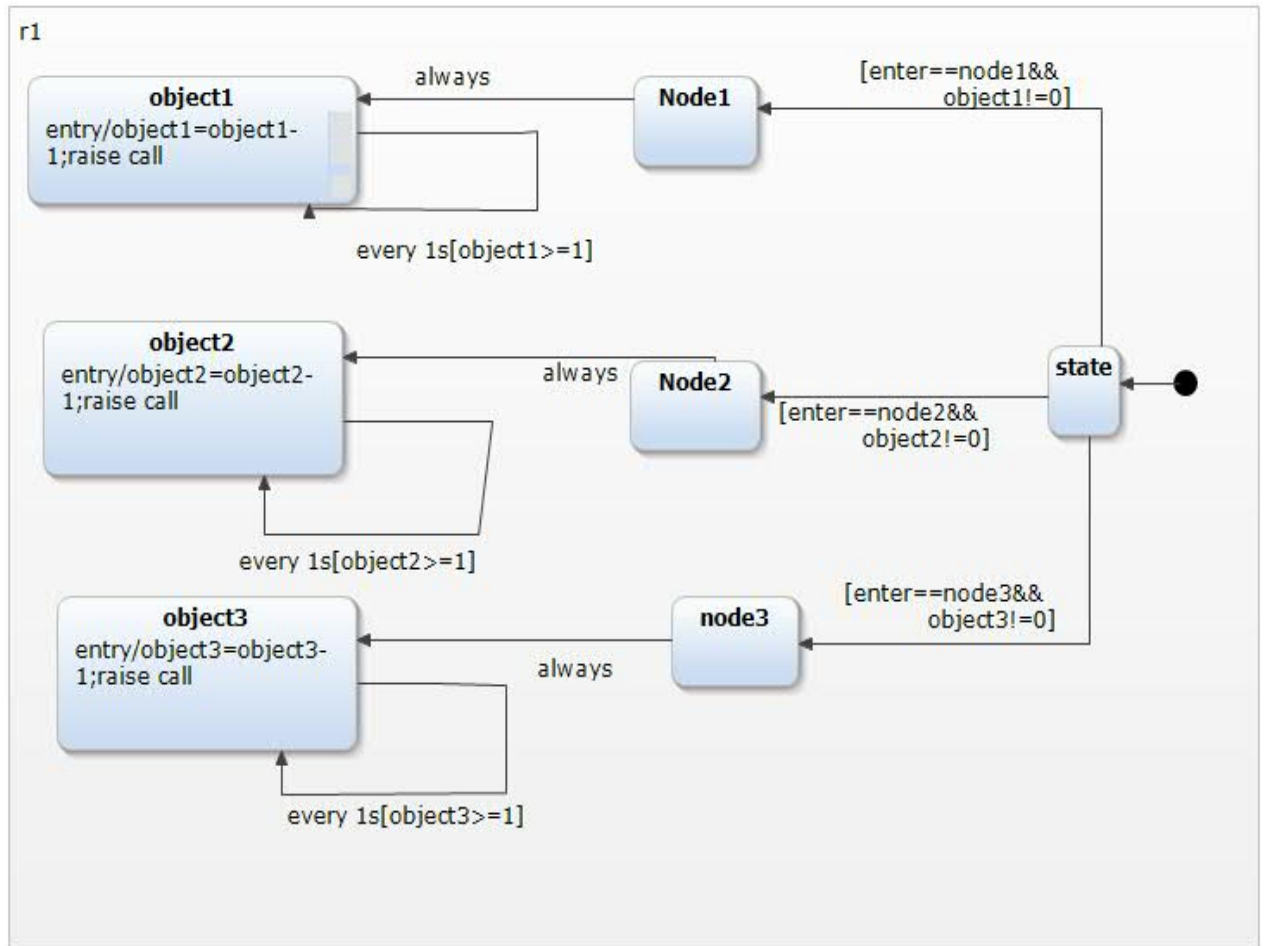 r1
always
[enter==node1&&
object1!=0]
object1
entry/object1=object1-
1;raise call
Node1
every 1s[object1>=1]
object2
entry/object2=object2-
1;raise call
always
Node2
state
[enter==node2&&
object2!=0]
every 1s[object2>=1]
[enter==node3&&
object3!=0]
object3
entry/object3=object3-
1;raise call
node3
always
every 1s[object3>=1]